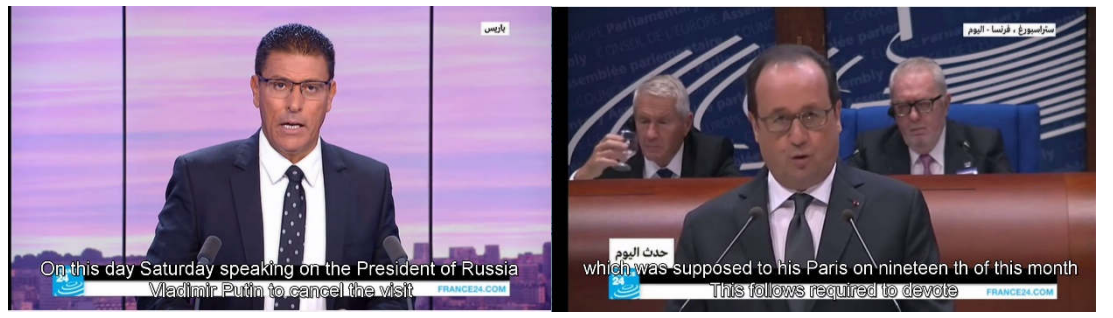 باريس
On this day Saturday speaking on the President of Russia
Vladimir Putin to cancel the visit
24
FRANCE24.COM
ستراسبورغ ، فرنسا - اليوم
حدث اليوم
which was supposed to his Paris on nineteen th of this month
This follows required to devote
24
FRANCE24.COM